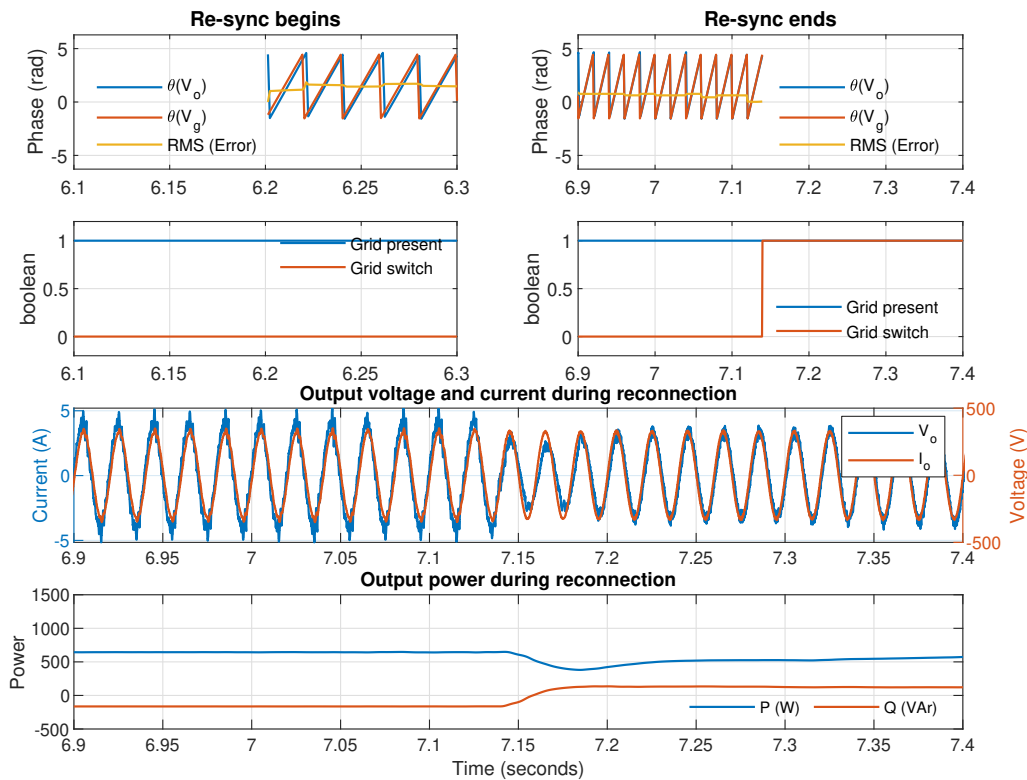 Re-sync begins
Phase (rad)
5
0
-5
θ(Vo)
θ(Vg)
RMS (Error)
6.1 6.15 6.2 6.25 6.3
Re-sync ends
Phase (rad)
5
0
-5
θ(Vo)
θ(Vg)
RMS (Error)
6.9 7 7.1 7.2 7.3 7.4
boolean
1
0.5
0
Grid present
Grid switch
6.1 6.15 6.2 6.25 6.3
boolean
1
0.5
0
Grid present
Grid switch
6.9 7 7.1 7.2 7.3 7.4
Output voltage and current during reconnection
Current (A)
5
0
-5
Vo
Io
500
0
-500
Voltage (V)
6.9 6.95 7 7.05 7.1 7.15 7.2 7.25 7.3 7.35 7.4
Output power during reconnection
Power
1500
1000
500
0
-500
P (W) Q (VAr)
6.9 6.95 7 7.05 7.1 7.15 7.2 7.25 7.3 7.35 7.4
Time (seconds)